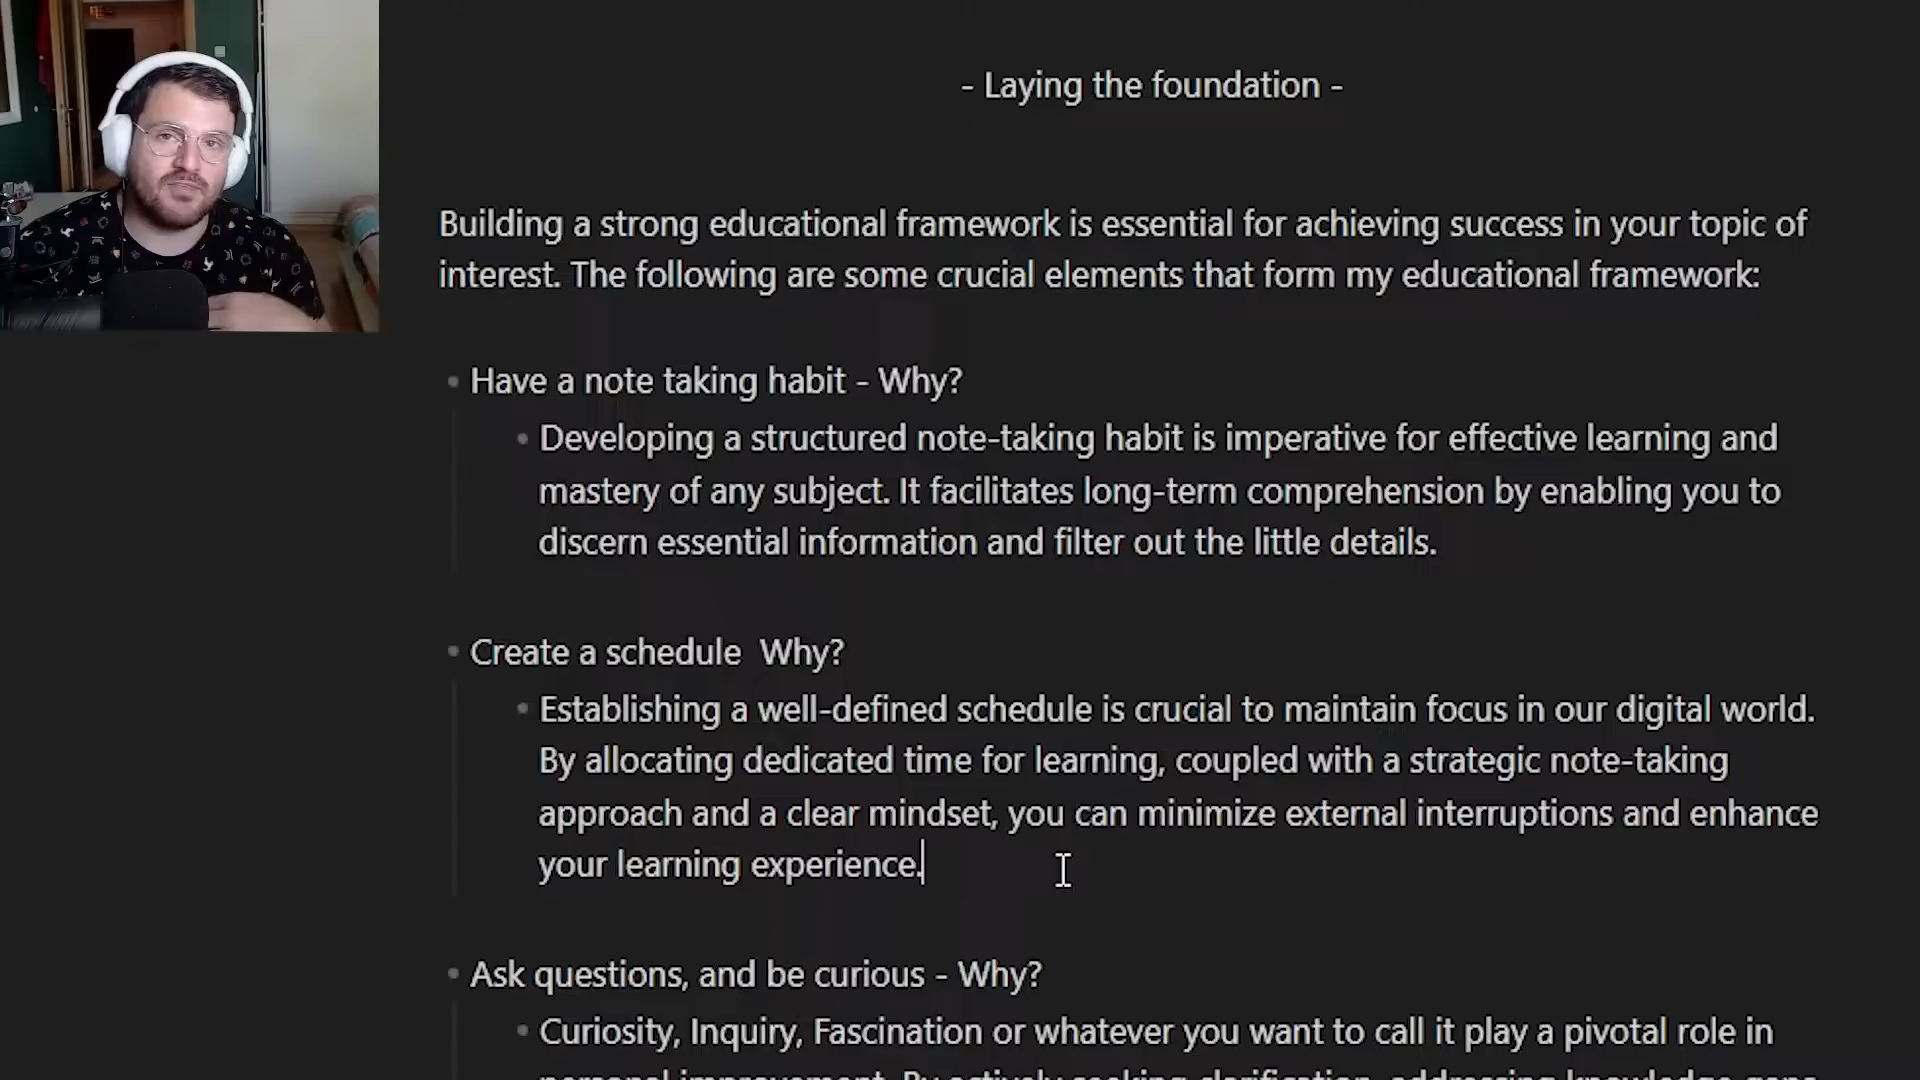 - Laying the foundation -
Building a strong educational framework is essential for achieving success in your topic of
interest. The following are some crucial elements that form my educational framework:
Have a note taking habit - Why?
Developing a structured note-taking habit is imperative for effective learning and
mastery of any subject. It facilitates long-term comprehension by enabling you to
discern essential information and filter out the little details.
Create a schedule  Why?
Establishing a well-defined schedule is crucial to maintain focus in our digital world.
By allocating dedicated time for learning, coupled with a strategic note-taking
approach and a clear mindset, you can minimize external interruptions and enhance
your learning experience.
Ask questions, and be curious - Why?
Curiosity, Inquiry, Fascination or whatever you want to call it play a pivotal role in